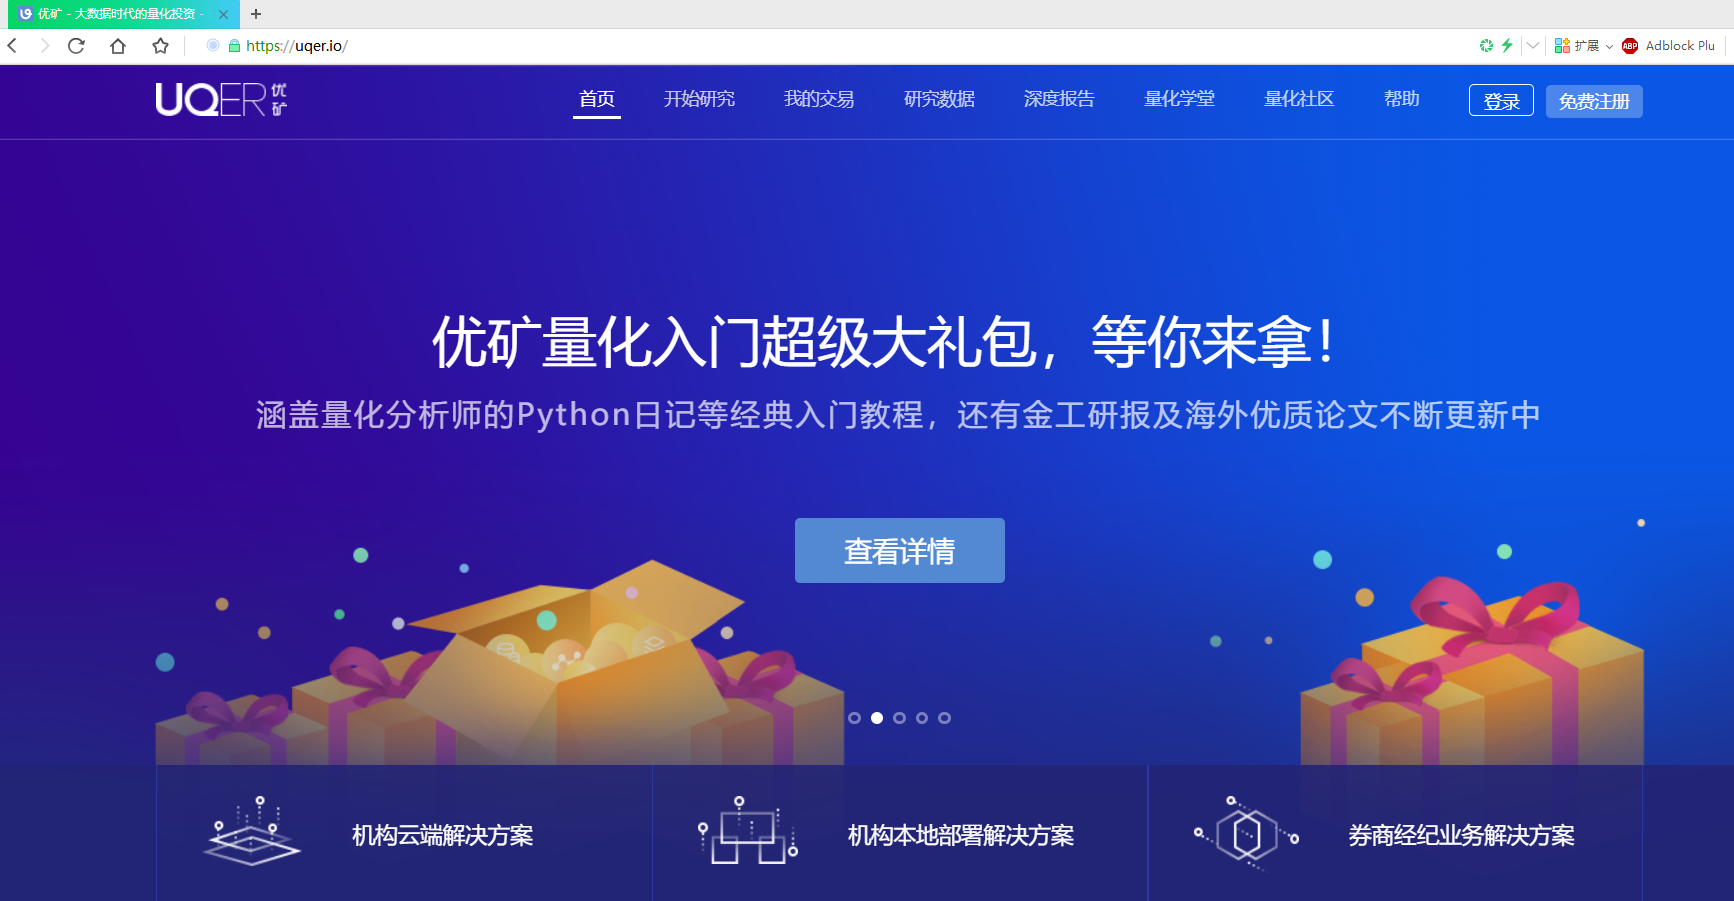 优矿 - 大数据时代的量化投资 -
https://uqer.io/
扩展
ABP
Adblock Plu
UQER优矿
首页
开始研究
我的交易
研究数据
深度报告
量化学堂
量化社区
帮助
登录
免费注册
优矿量化入门超级大礼包，等你来拿！
涵盖量化分析师的Python日记等经典入门教程，还有金工研报及海外优质论文不断更新中
查看详情
机构云端解决方案
机构本地部署解决方案
券商经纪业务解决方案